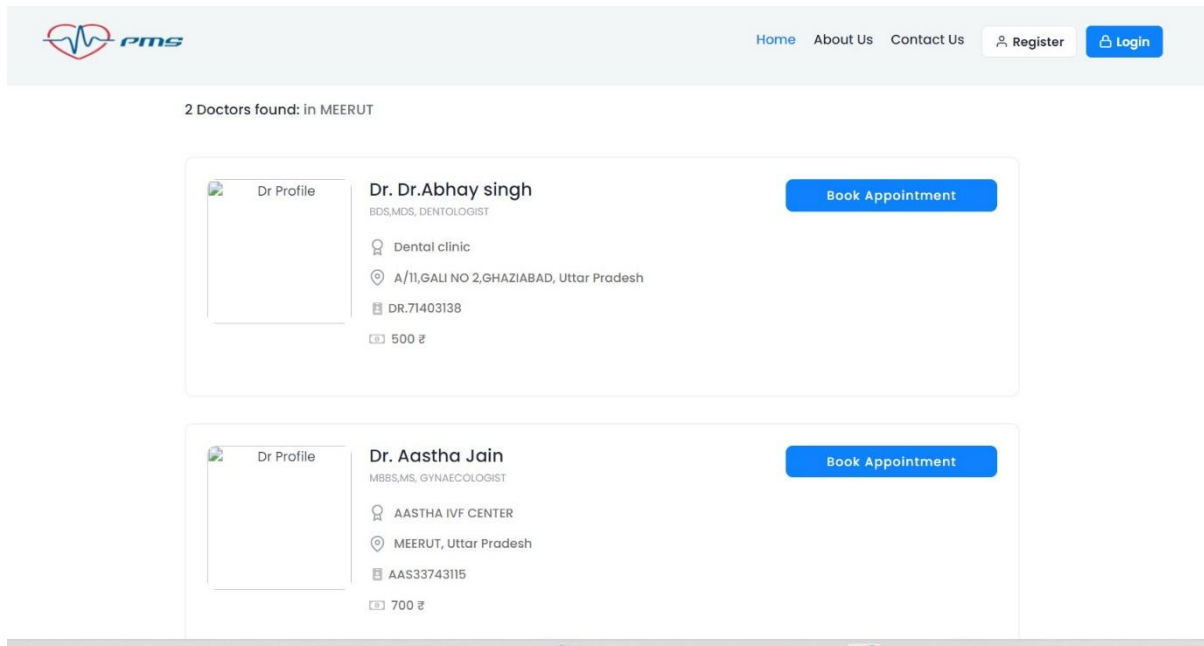 PMS
Home About Us Contact Us Register Login
2 Doctors found: in MEERUT
Dr Profile
Dr. Dr.Abhay singh
Book Appointment
BDS,MDS, DENTOLOGIST
Dental clinic
A/11,GALI NO 2,GHAZIABAD, Uttar Pradesh
DR.71403138
500 ₹
Dr Profile
Dr. Aastha Jain
Book Appointment
MBBS,MS, GYNAECOLOGIST
AASTHA IVF CENTER
MEERUT, Uttar Pradesh
AAS33743115
700 ₹